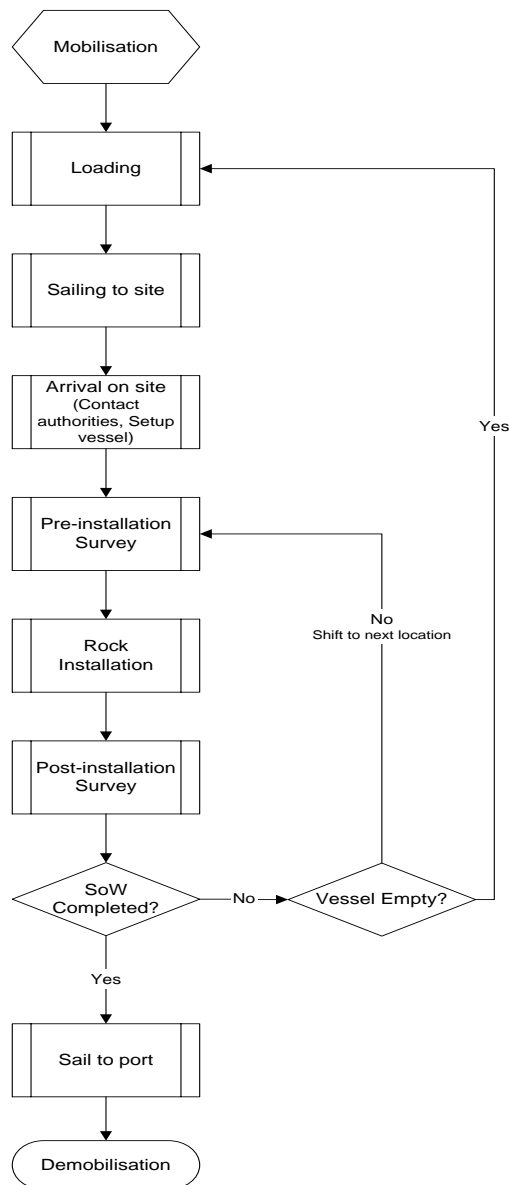 Mobilisation
Loading
Sailing to site
Arrival on site
(Contact
authorities, Setup
vessel)
Yes
Pre-installation
Survey
No
Shift to next location
Rock
Installation
Post-installation
Survey
SoW
Completed?
No
Vessel Empty?
Yes
Sail to port
Demobilisation